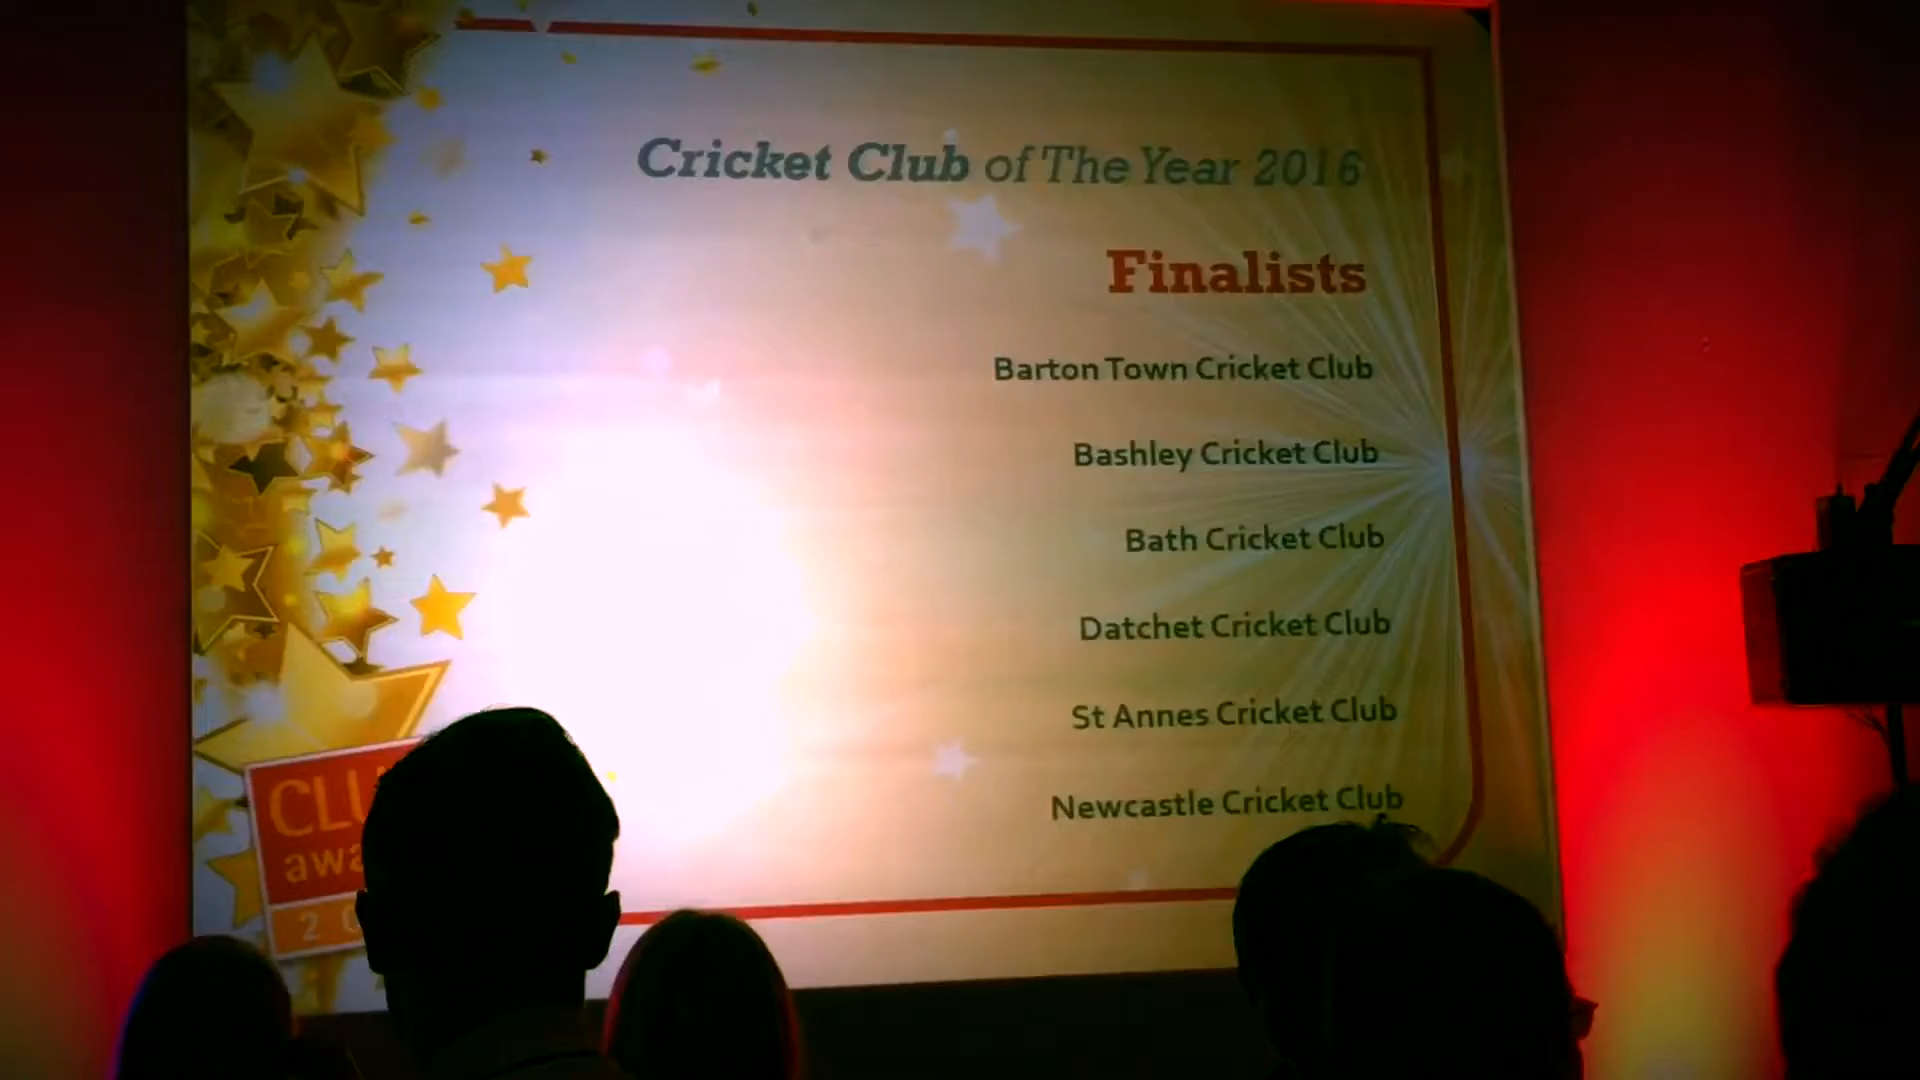 Cricket Club of The Year 2016
Finalists
Barton Town Cricket Club
Bashley Cricket Club
Bath Cricket Club
Datchet Cricket Club
St Annes Cricket Club
Newcastle Cricket Club